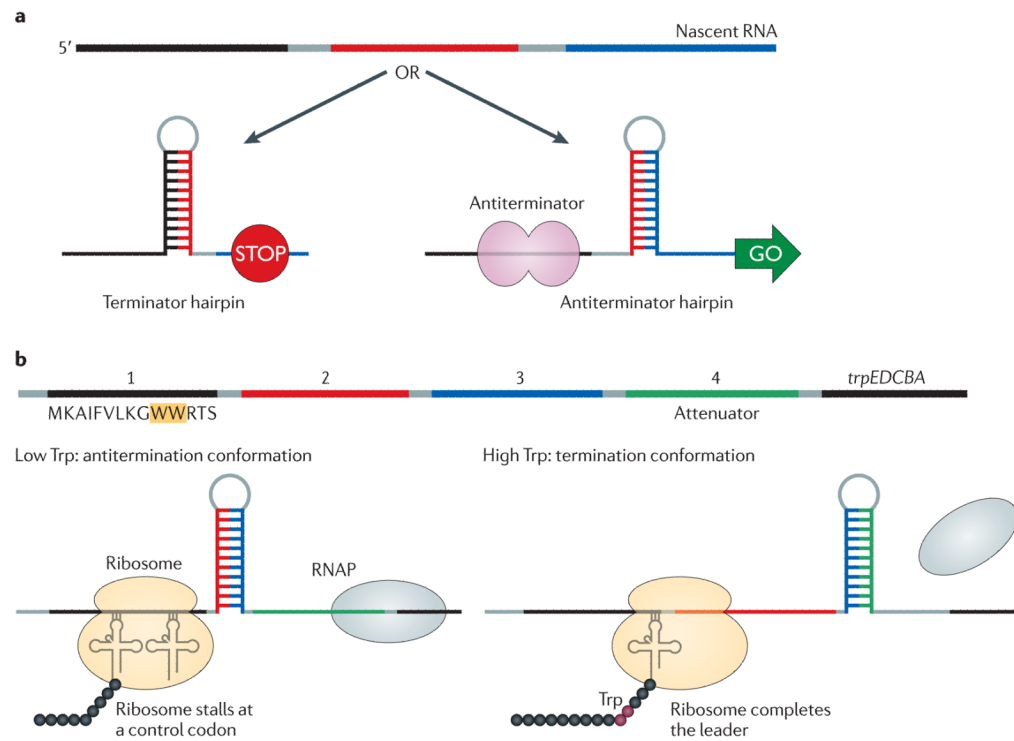 a
5′
Nascent RNA
OR
Antiterminator
STOP
GO
Terminator hairpin
Antiterminator hairpin
b
1 2 3 4 trpEDCBA
MKAIFVLKGWWRTS
Attenuator
Low Trp: antitermination conformation
High Trp: termination conformation
Ribosome
RNAP
Trp
Ribosome stalls at
a control codon
Ribosome completes
the leader